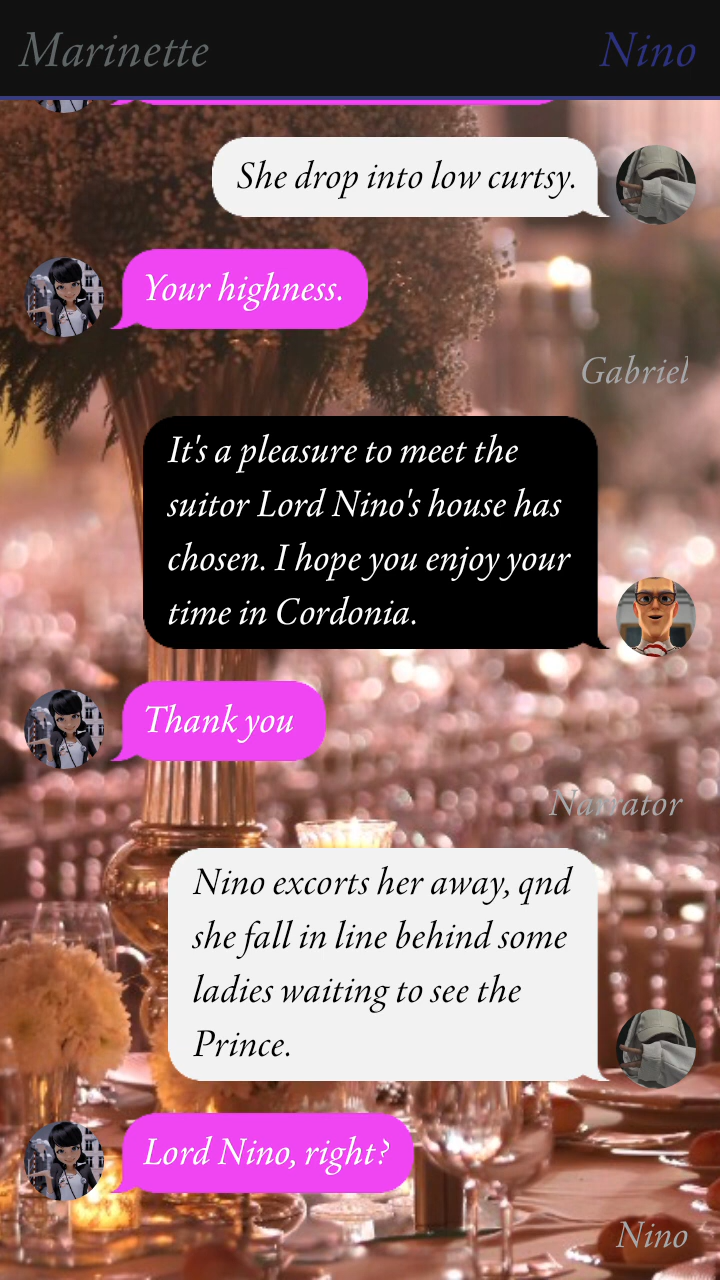 Marinette
Nino
She drop into low curtsy.
Your highness.
Gabriel
It's a pleasure to meet the
suitor Lord Nino's house has
chosen. I hope you enjoy your
time in Cordonia.
Thank you
Narrator
Nino excorts her away, qnd
she fall in line behind some
ladies waiting to see the
Prince.
Lord Nino, right?
Nino